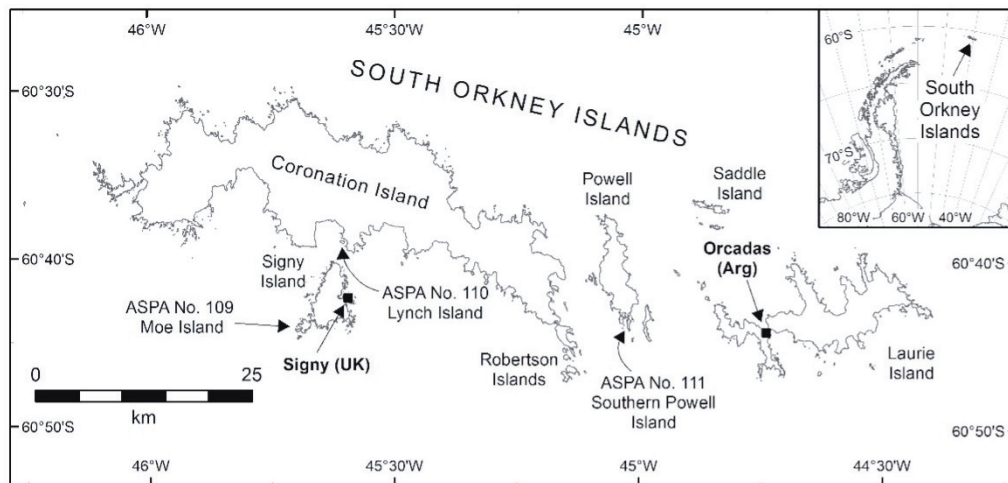 46°W
45°30'W
45°W
60°S
South
Orkney
Islands
70°S
80°W
60°W
40°W
60°30'S
SOUTH ORKNEY ISLANDS
Coronation Island
Powell
Island
Saddle
Island
Orcadas
(Arg)
60°40'S
60°40'S
Signy
Island
ASPA No. 109
Moe Island
ASPA No. 110
Lynch Island
Signy (UK)
Robertson
Islands
ASPA No. 111
Southern Powell
Island
Laurie
Island
0
25
km
60°50'S
60°50'S
46°W
45°30'W
45°W
44°30'W